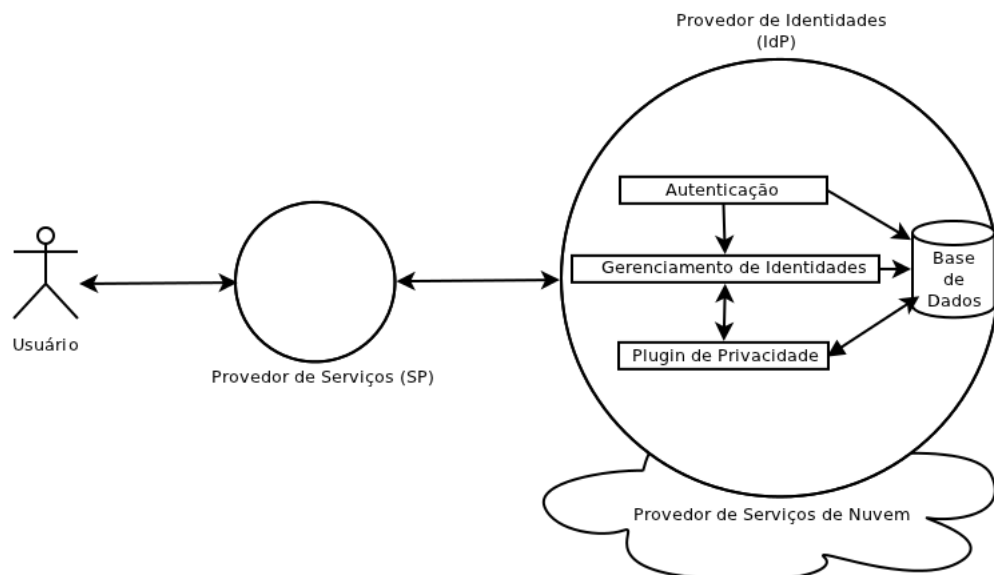 Provedor de Identidades
(IdP)
Autenticação
Gerenciamento de Identidades
Base
de
Dados
Plugin de Privacidade
Usuário
Provedor de Serviços (SP)
Provedor de Serviços de Nuvem